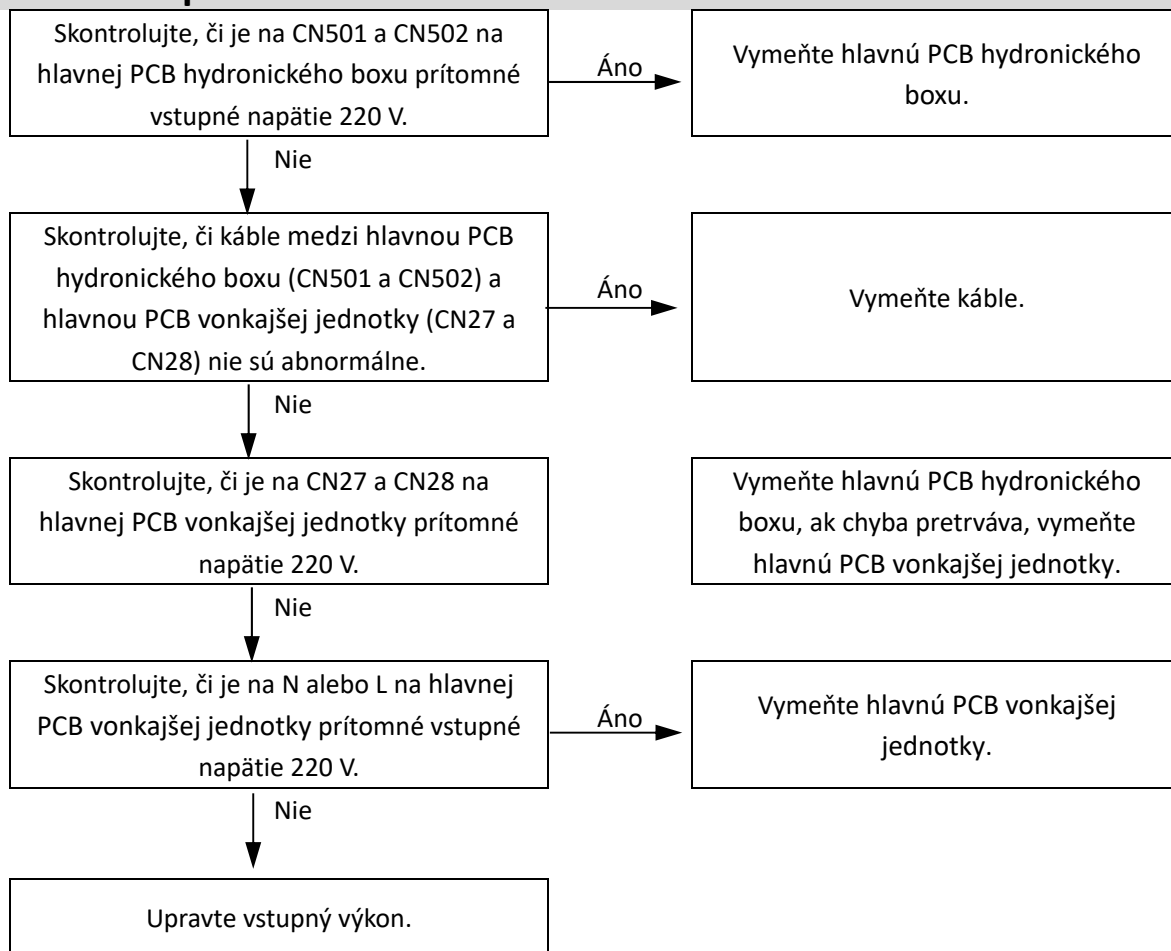 Skontrolujte, či je na CN501 a CN502 na
hlavnej PCB hydronického boxu prítomné
vstupné napätie 220 V.
Áno
Vymeňte hlavnú PCB hydronického
boxu.
Nie
Skontrolujte, či káble medzi hlavnou PCB
hydronického boxu (CN501 a CN502) a
hlavnou PCB vonkajšej jednotky (CN27 a
CN28) nie sú abnormálne.
Áno
Vymeňte káble.
Nie
Skontrolujte, či je na CN27 a CN28 na
hlavnej PCB vonkajšej jednotky prítomné
napätie 220 V.
Vymeňte hlavnú PCB hydronického
boxu, ak chyba pretrváva, vymeňte
hlavnú PCB vonkajšej jednotky.
Nie
Skontrolujte, či je na N alebo L na hlavnej
PCB vonkajšej jednotky prítomné vstupné
napätie 220 V.
Áno
Vymeňte hlavnú PCB vonkajšej
jednotky.
Nie
Upravte vstupný výkon.